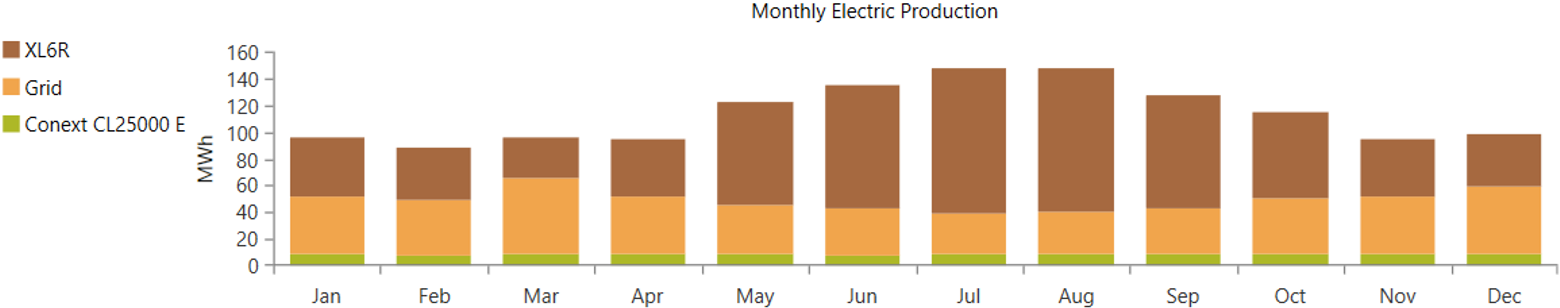 Monthly Electric Production
XL6R
Grid
Conext CL25000 E
MWh
160
140
120
100
80
60
40
20
0
Jan Feb Mar Apr May Jun Jul Aug Sep Oct Nov Dec